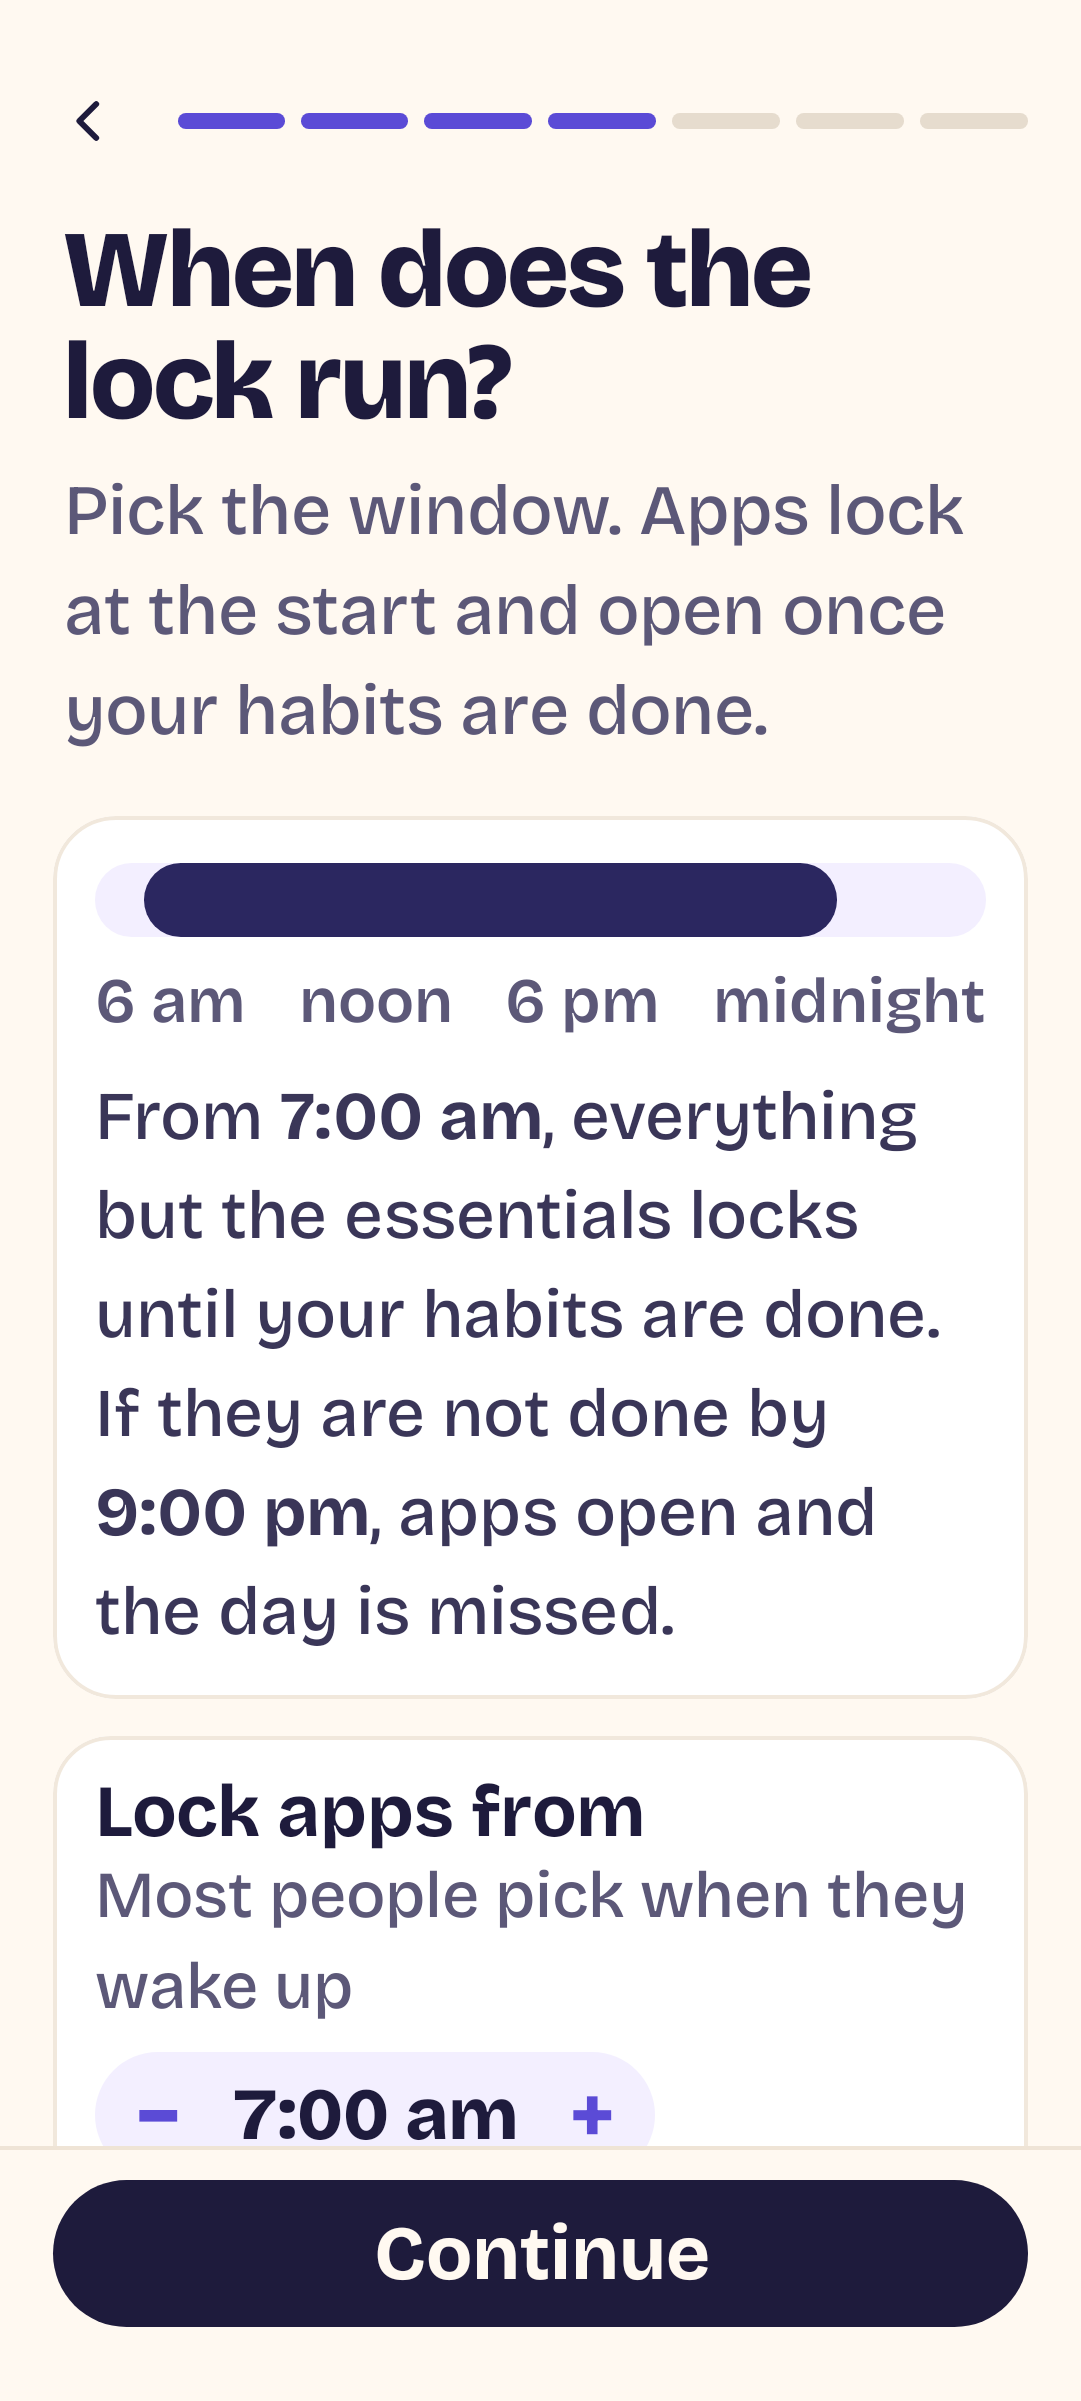 When does the
lock run?
Pick the window. Apps lock
at the start and open once
your habits are done.
6 am noon 6 pm midnight
From 7:00 am, everything
but the essentials locks
until your habits are done.
If they are not done by
9:00 pm, apps open and
the day is missed.
Lock apps from
Most people pick when they
wake up
− 7:00 am +
Continue